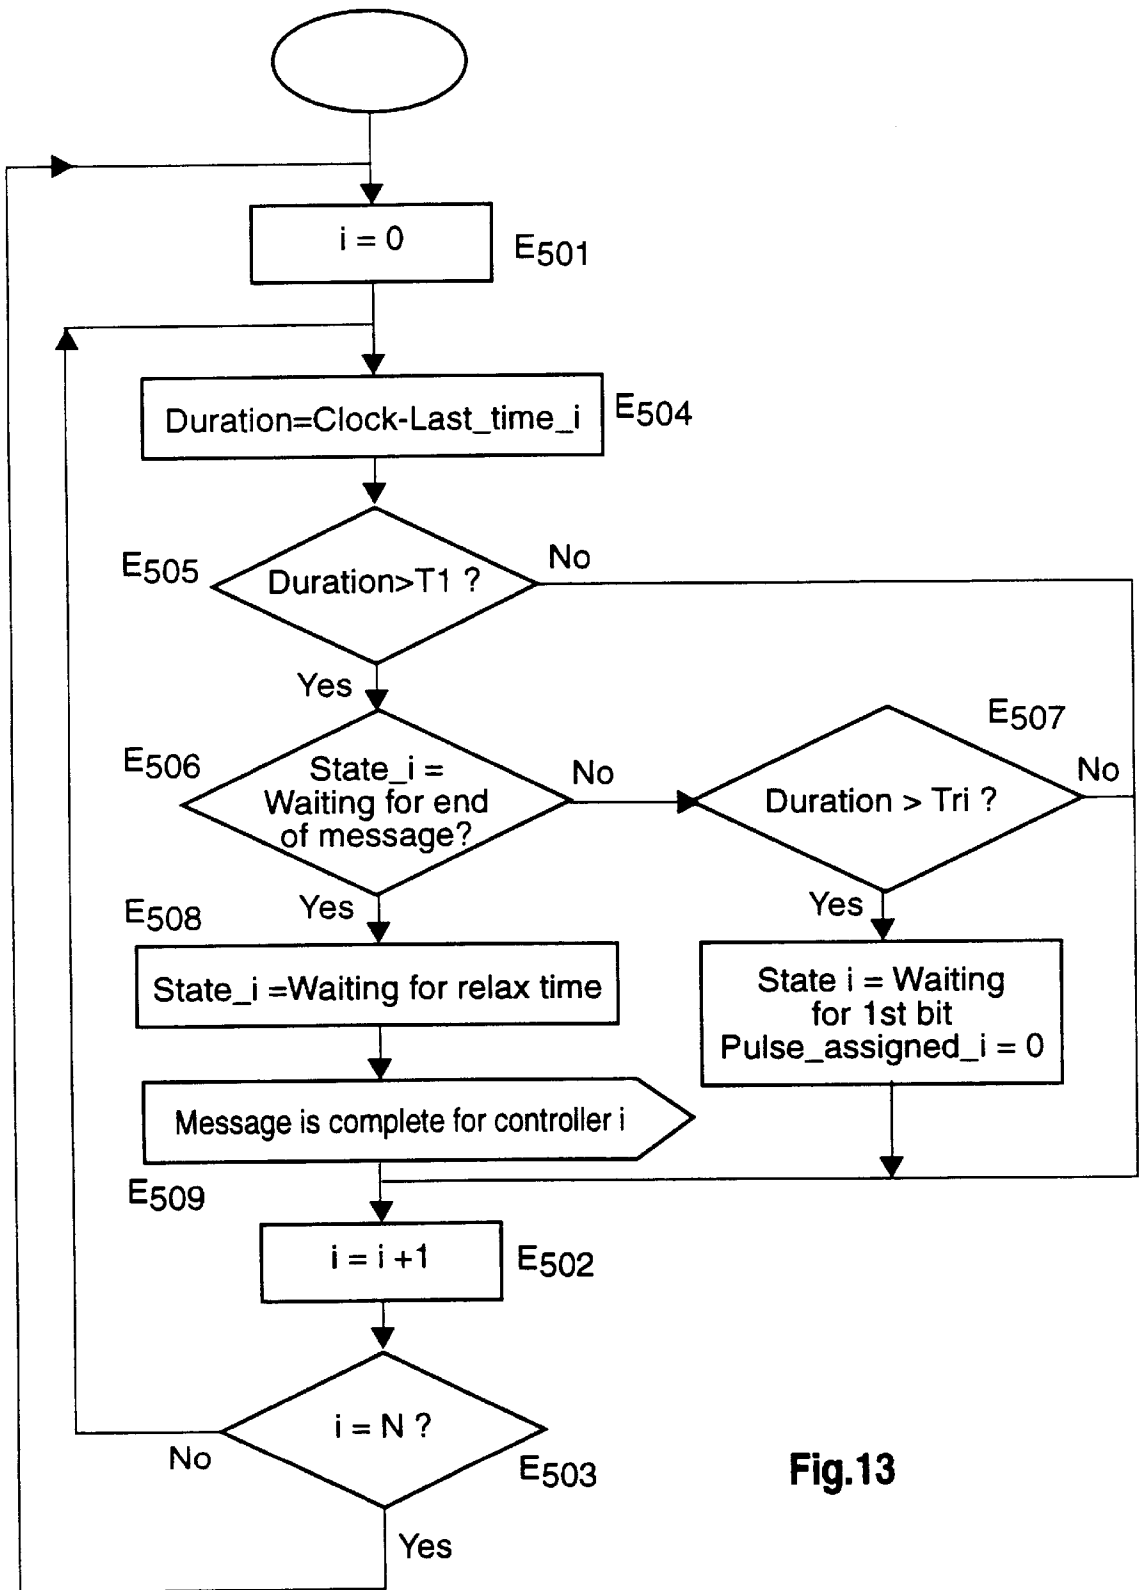 i = 0
E501
Duration=Clock-Last_time_i
E504
E505
Duration>T1 ?
No
Yes
E506
State_i =
Waiting for end
of message?
No
E507
Duration > Tri ?
No
Yes
Yes
E508
State_i =Waiting for relax time
State i = Waiting
for 1st bit
Pulse_assigned_i = 0
Message is complete for controller i
E509
i = i +1
E502
i = N ?
No
E503
Yes
Fig.13